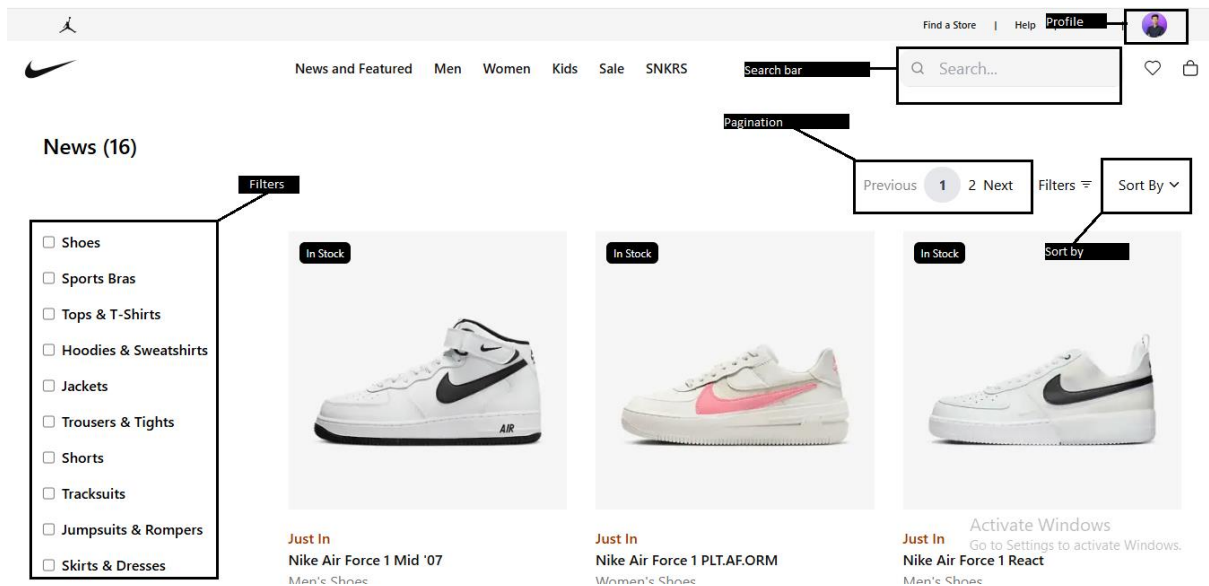 Find a Store | Help Profile
News and Featured Men Women Kids Sale SNKRS Search bar Search...
Pagination
News (16)
Filters
Previous 1 2 Next Filters Sort By
Sort by
Shoes
Sports Bras
Tops & T-Shirts
Hoodies & Sweatshirts
Jackets
Trousers & Tights
Shorts
Tracksuits
Jumpsuits & Rompers
Skirts & Dresses
In Stock
AIR
Just In
Nike Air Force 1 Mid '07
Men's Shoes
In Stock
Just In
Nike Air Force 1 PLT.AF.ORM
Women's Shoes
In Stock
Just In
Nike Air Force 1 React
Men's Shoes
Activate Windows
Go to Settings to activate Windows.